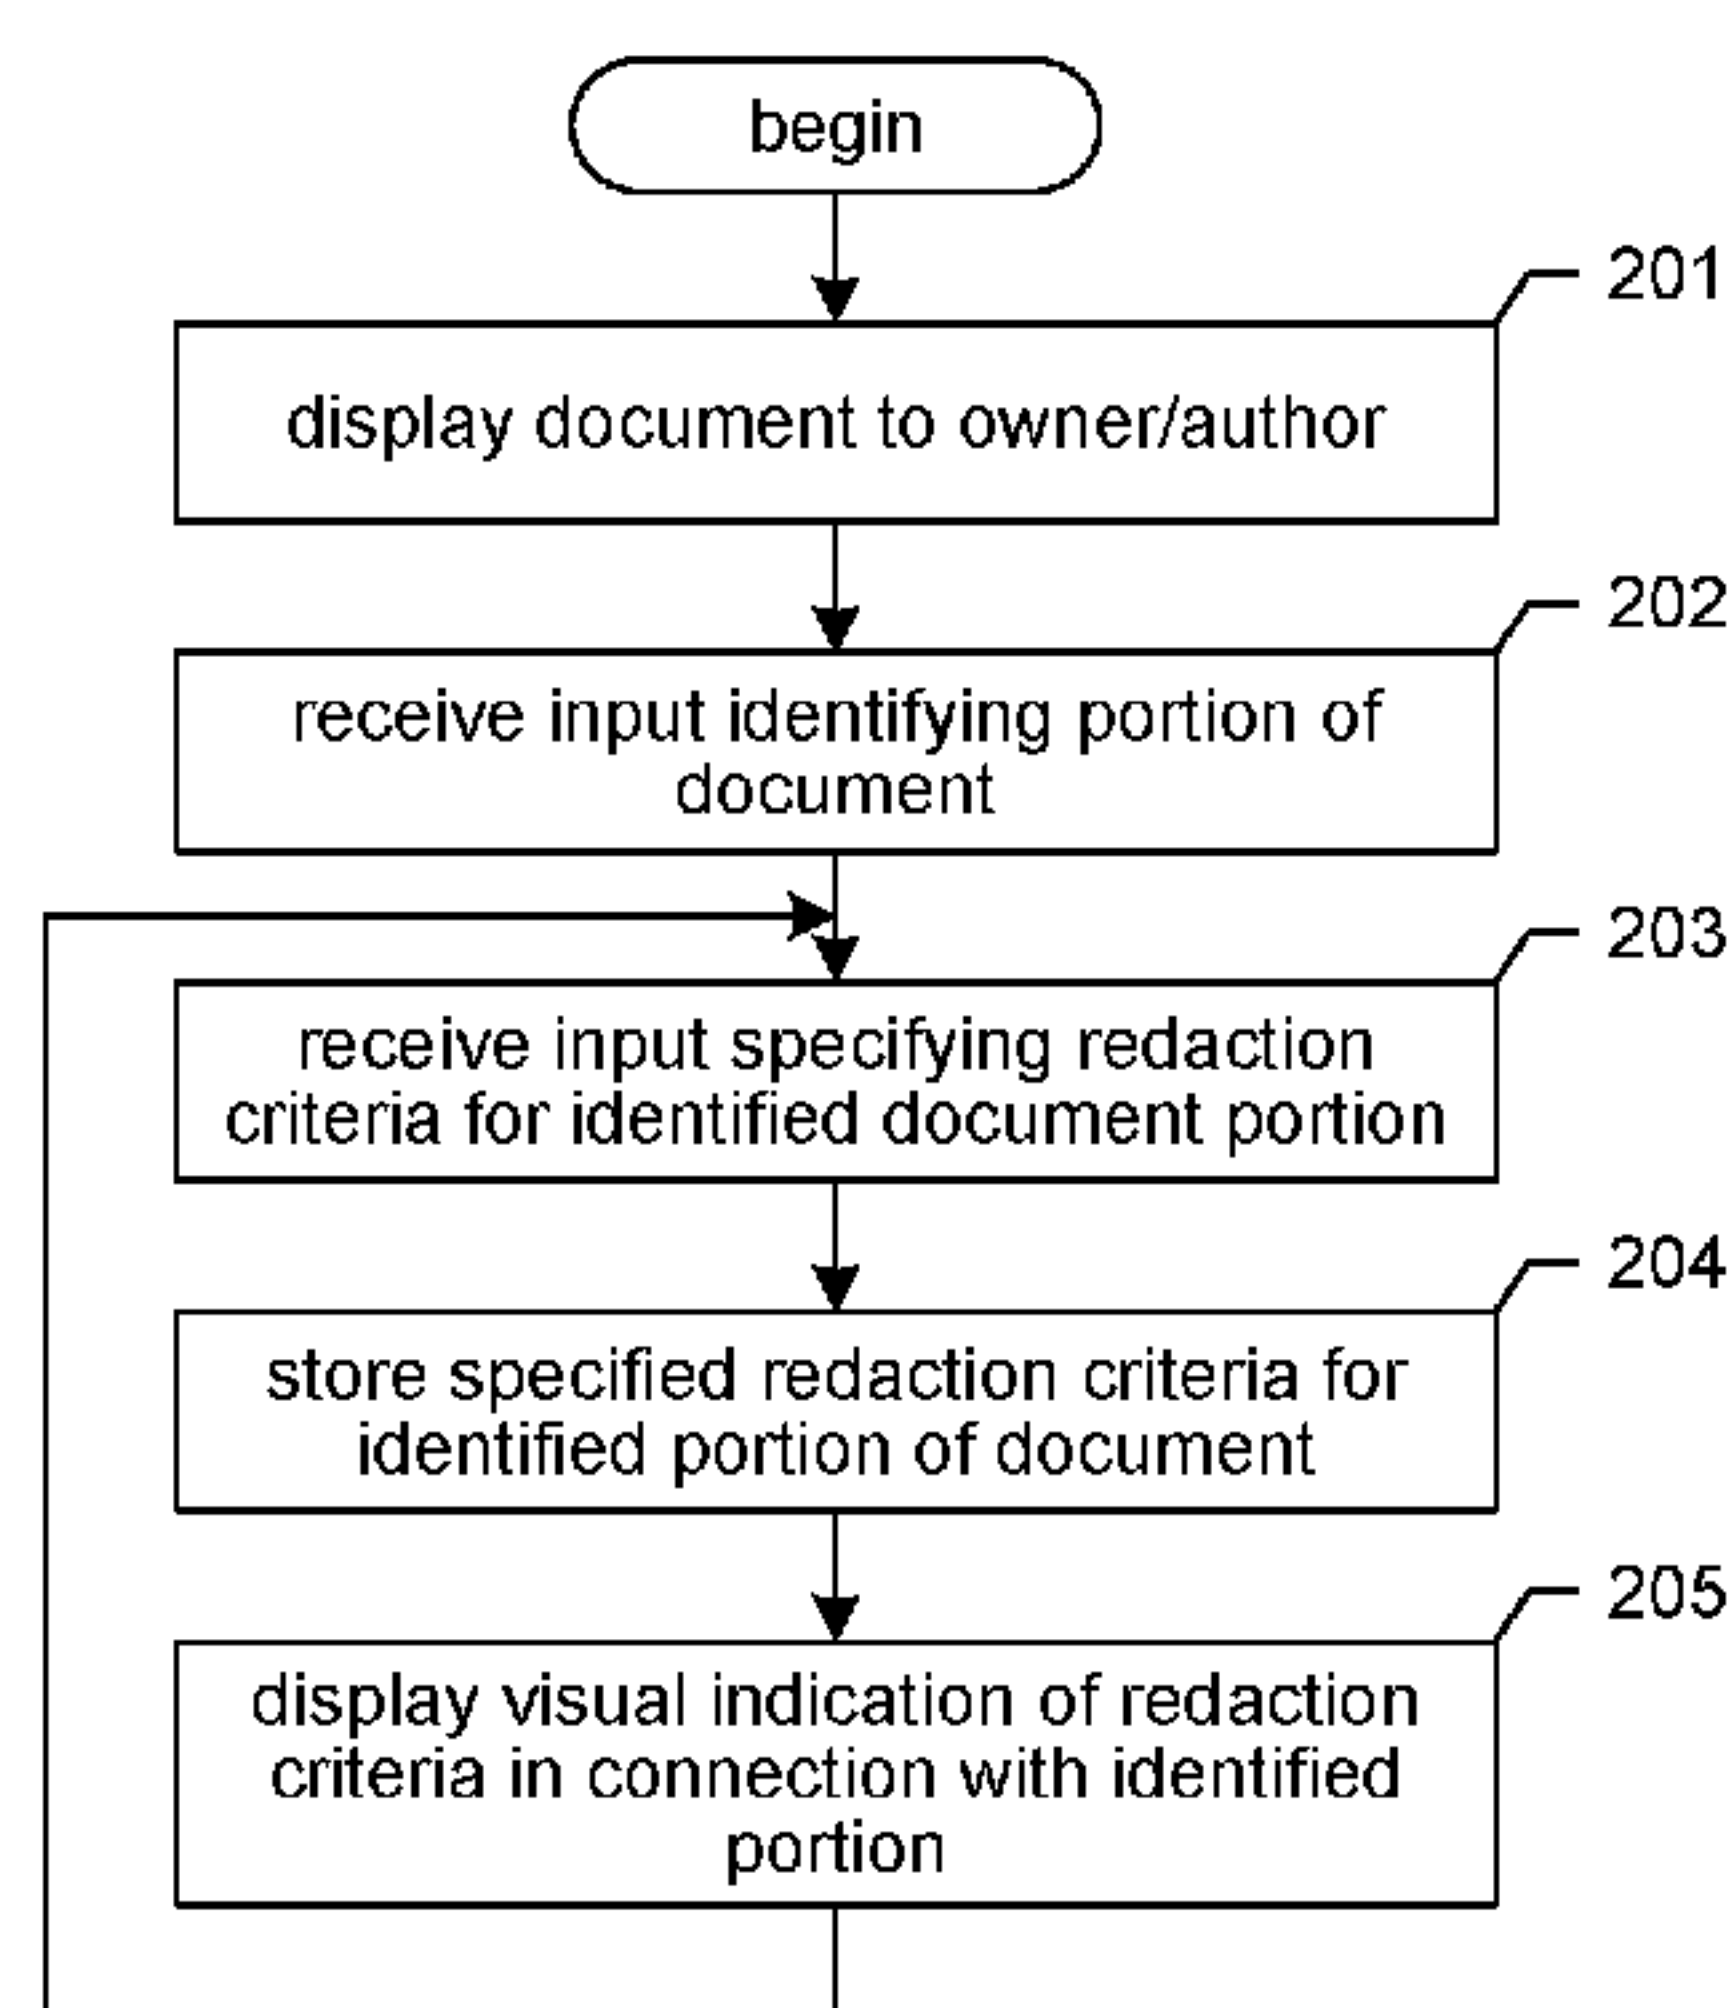 begin
201
display document to owner/author
202
receive input identifying portion of
document
203
receive input specifying redaction
criteria for identified document portion
204
store specified redaction criteria for
identified portion of document
205
display visual indication of redaction
criteria in connection with identified
portion